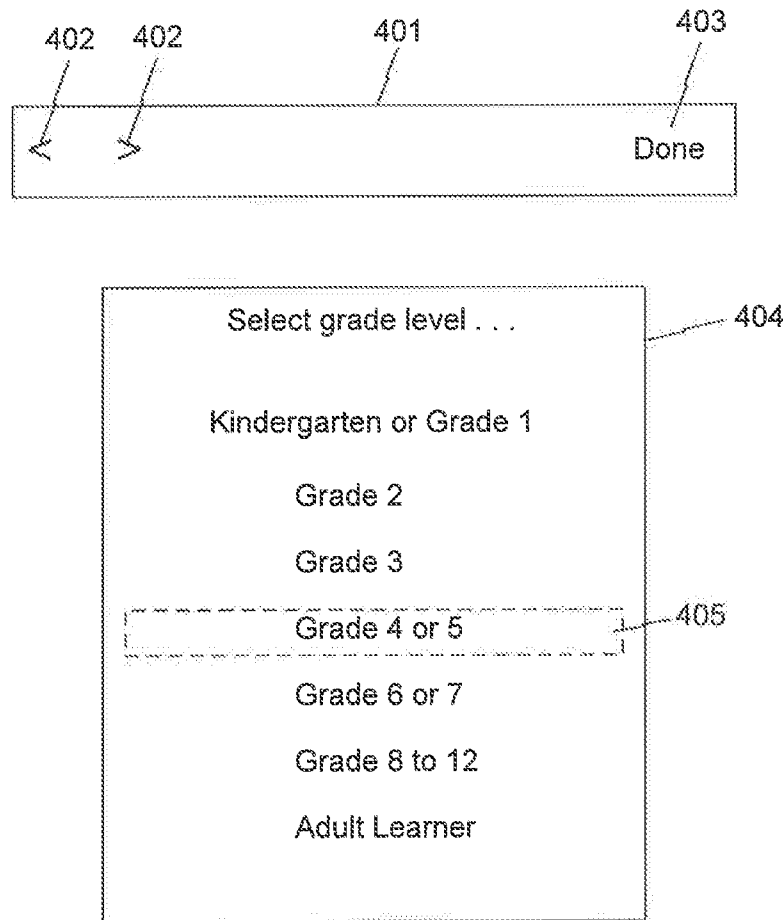 402 402 401 403
< > Done
Select grade level . . .
404
Kindergarten or Grade 1
Grade 2
Grade 3
Grade 4 or 5
405
Grade 6 or 7
Grade 8 to 12
Adult Learner